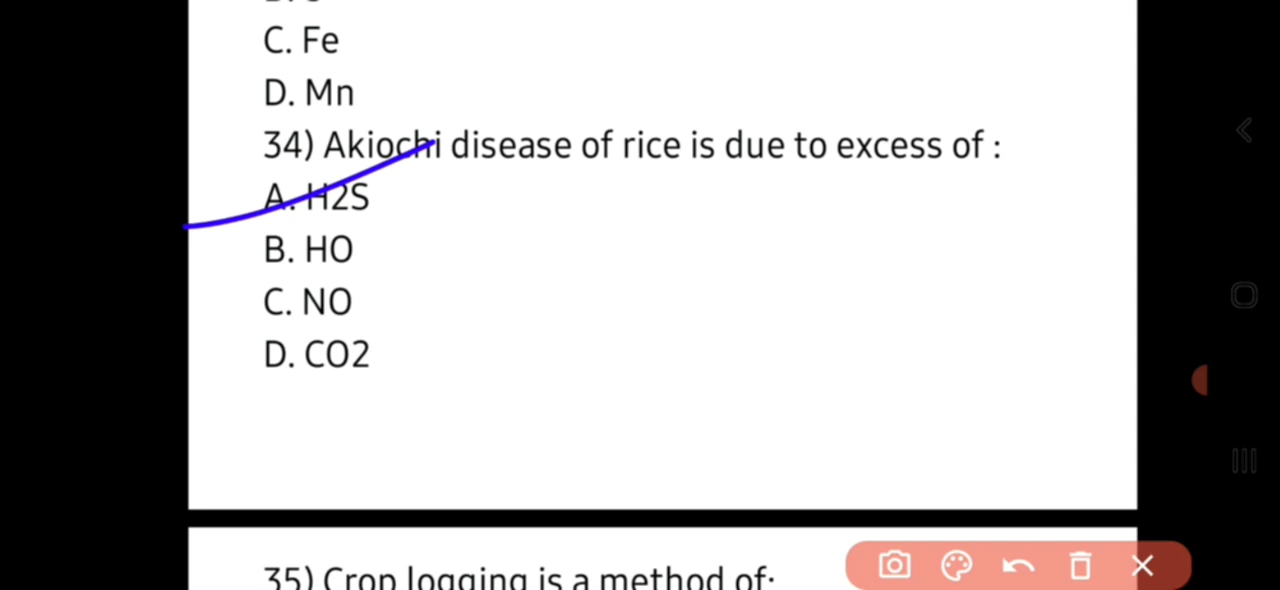 C. Fe
D. Mn
34) Akiochi disease of rice is due to excess of :
A. H2S
B. HO
C. NO
D. CO2
35) Crop logging is a method of: